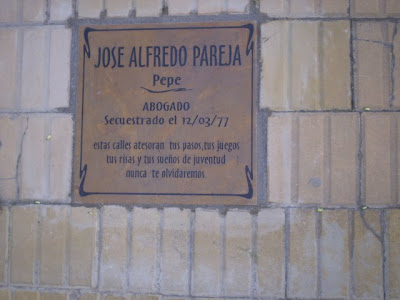 JOSE ALFREDO PAREJA
Pepe
ABOGADO
Secuestrado el 12/03/77
estas calles atesoran tus pasos,tus juegos
tus risas y tus sueños de juventud
nunca te olvidaremos